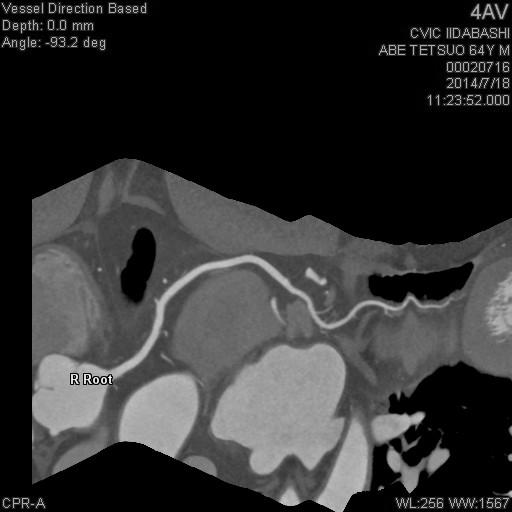 Vessel Direction Based
Depth: 0.0 mm
Angle: -93.2 deg
4AV
CVIC IIDABASHI
ABE TETSUO 64Y M
00020716
2014/7/18
11:23:52.000
R Root
CPR-A
WL:256 WW:1567